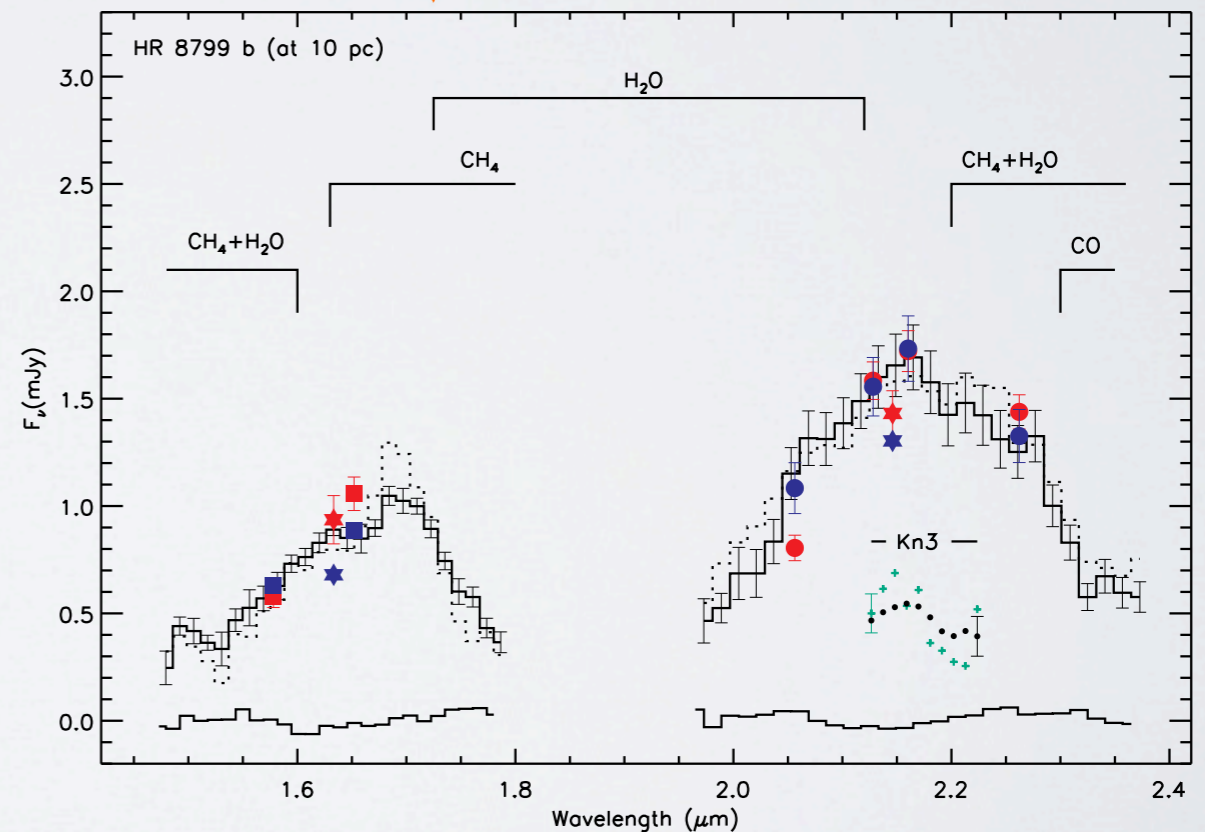 HR 8799 b (at 10 pc)
H₂O
CH₄
CH₄+H₂O
CH₄+H₂O
CO
Kn3
3.0
2.5
2.0
1.5
1.0
0.5
0.0
Fν(mJy)
1.6 1.8 2.0 2.2 2.4
Wavelength (μm)